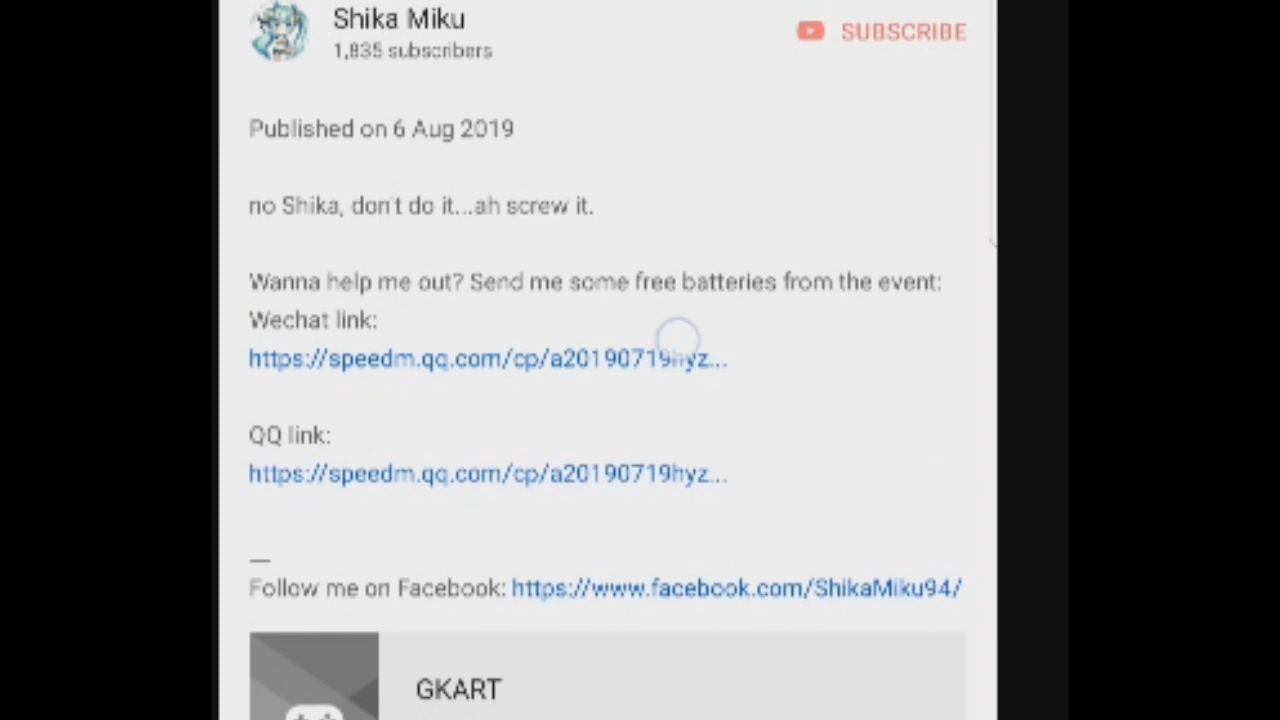 Shika Miku
1,835 subscribers
SUBSCRIBE
Published on 6 Aug 2019
no Shika, don't do it...ah screw it.
Wanna help me out? Send me some free batteries from the event:
Wechat link:
https://speedm.qq.com/cp/a20190719hyz...
QQ link:
https://speedm.qq.com/cp/a20190719hyz...
—
Follow me on Facebook: https://www.facebook.com/ShikaMiku94/
GKART